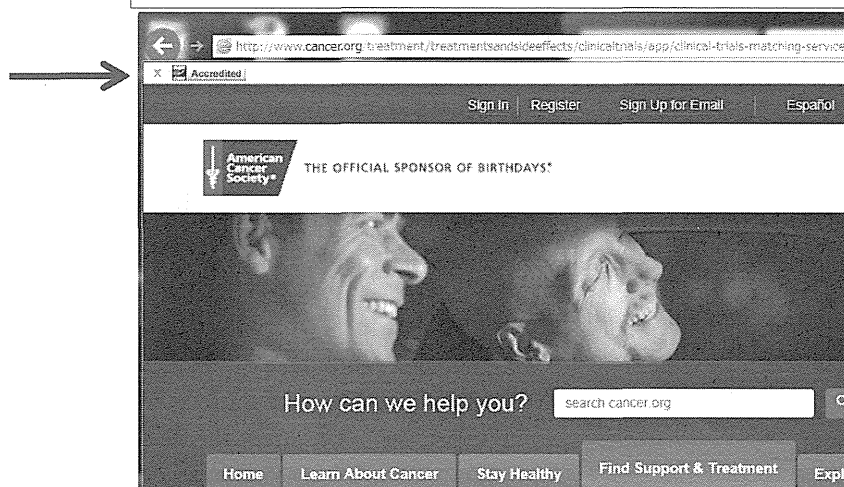 http://www.cancer.org/treatment/treatmentsandsideeffects/clinicaltrials/app/clinical-trials-matching-service
X Accredited
Sign In Register Sign Up for Email Español
American
Cancer
Society®
THE OFFICIAL SPONSOR OF BIRTHDAYS.®
How can we help you?
search cancer.org
Home Learn About Cancer Stay Healthy Find Support & Treatment Expl